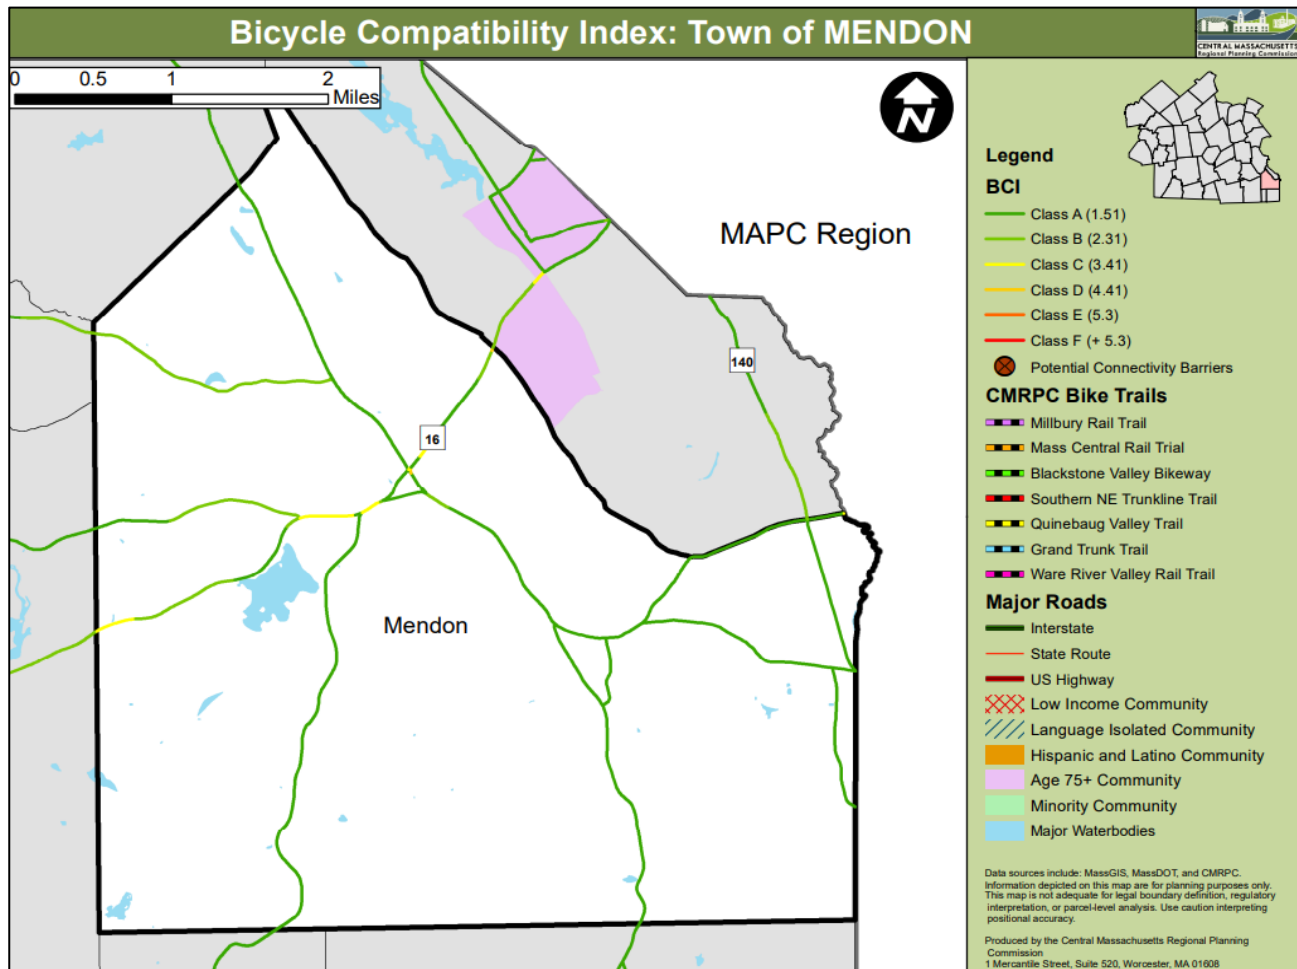 Bicycle Compatibility Index: Town of MENDON
CENTRAL MASSACHUSETTS
Regional Planning Commission
0 0.5 1 2
Miles
N
MAPC Region
140
16
Mendon
Legend
BCI
Class A (1.51)
Class B (2.31)
Class C (3.41)
Class D (4.41)
Class E (5.3)
Class F (+ 5.3)
Potential Connectivity Barriers
CMRPC Bike Trails
Millbury Rail Trail
Mass Central Rail Trial
Blackstone Valley Bikeway
Southern NE Trunkline Trail
Quinebaug Valley Trail
Grand Trunk Trail
Ware River Valley Rail Trail
Major Roads
Interstate
State Route
US Highway
Low Income Community
Language Isolated Community
Hispanic and Latino Community
Age 75+ Community
Minority Community
Major Waterbodies
Data sources include: MassGIS, MassDOT, and CMRPC.
Information depicted on this map are for planning purposes only.
This map is not adequate for legal boundary definition, regulatory
interpretation, or parcel-level analysis. Use caution interpreting
positional accuracy.
Produced by the Central Massachusetts Regional Planning
Commission
1 Mercantile Street, Suite 520, Worcester, MA 01608